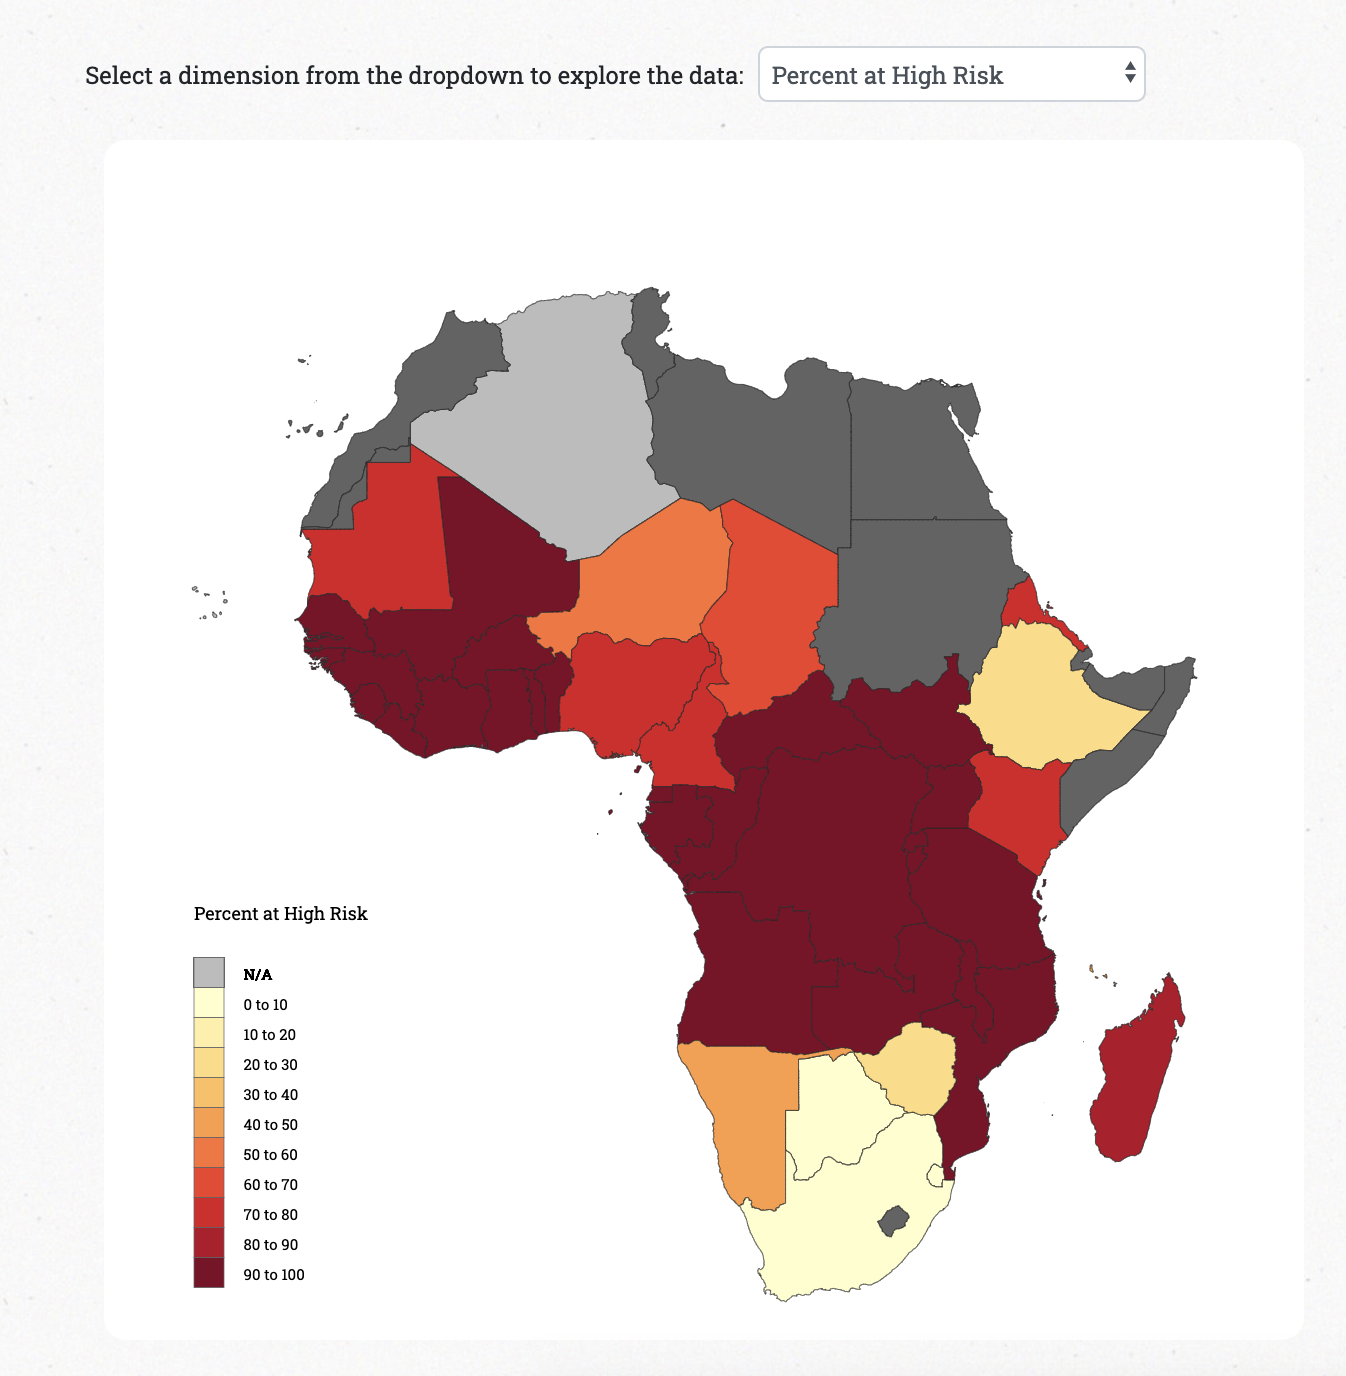 Select a dimension from the dropdown to explore the data: Percent at High Risk
Percent at High Risk
N/A
0 to 10
10 to 20
20 to 30
30 to 40
40 to 50
50 to 60
60 to 70
70 to 80
80 to 90
90 to 100